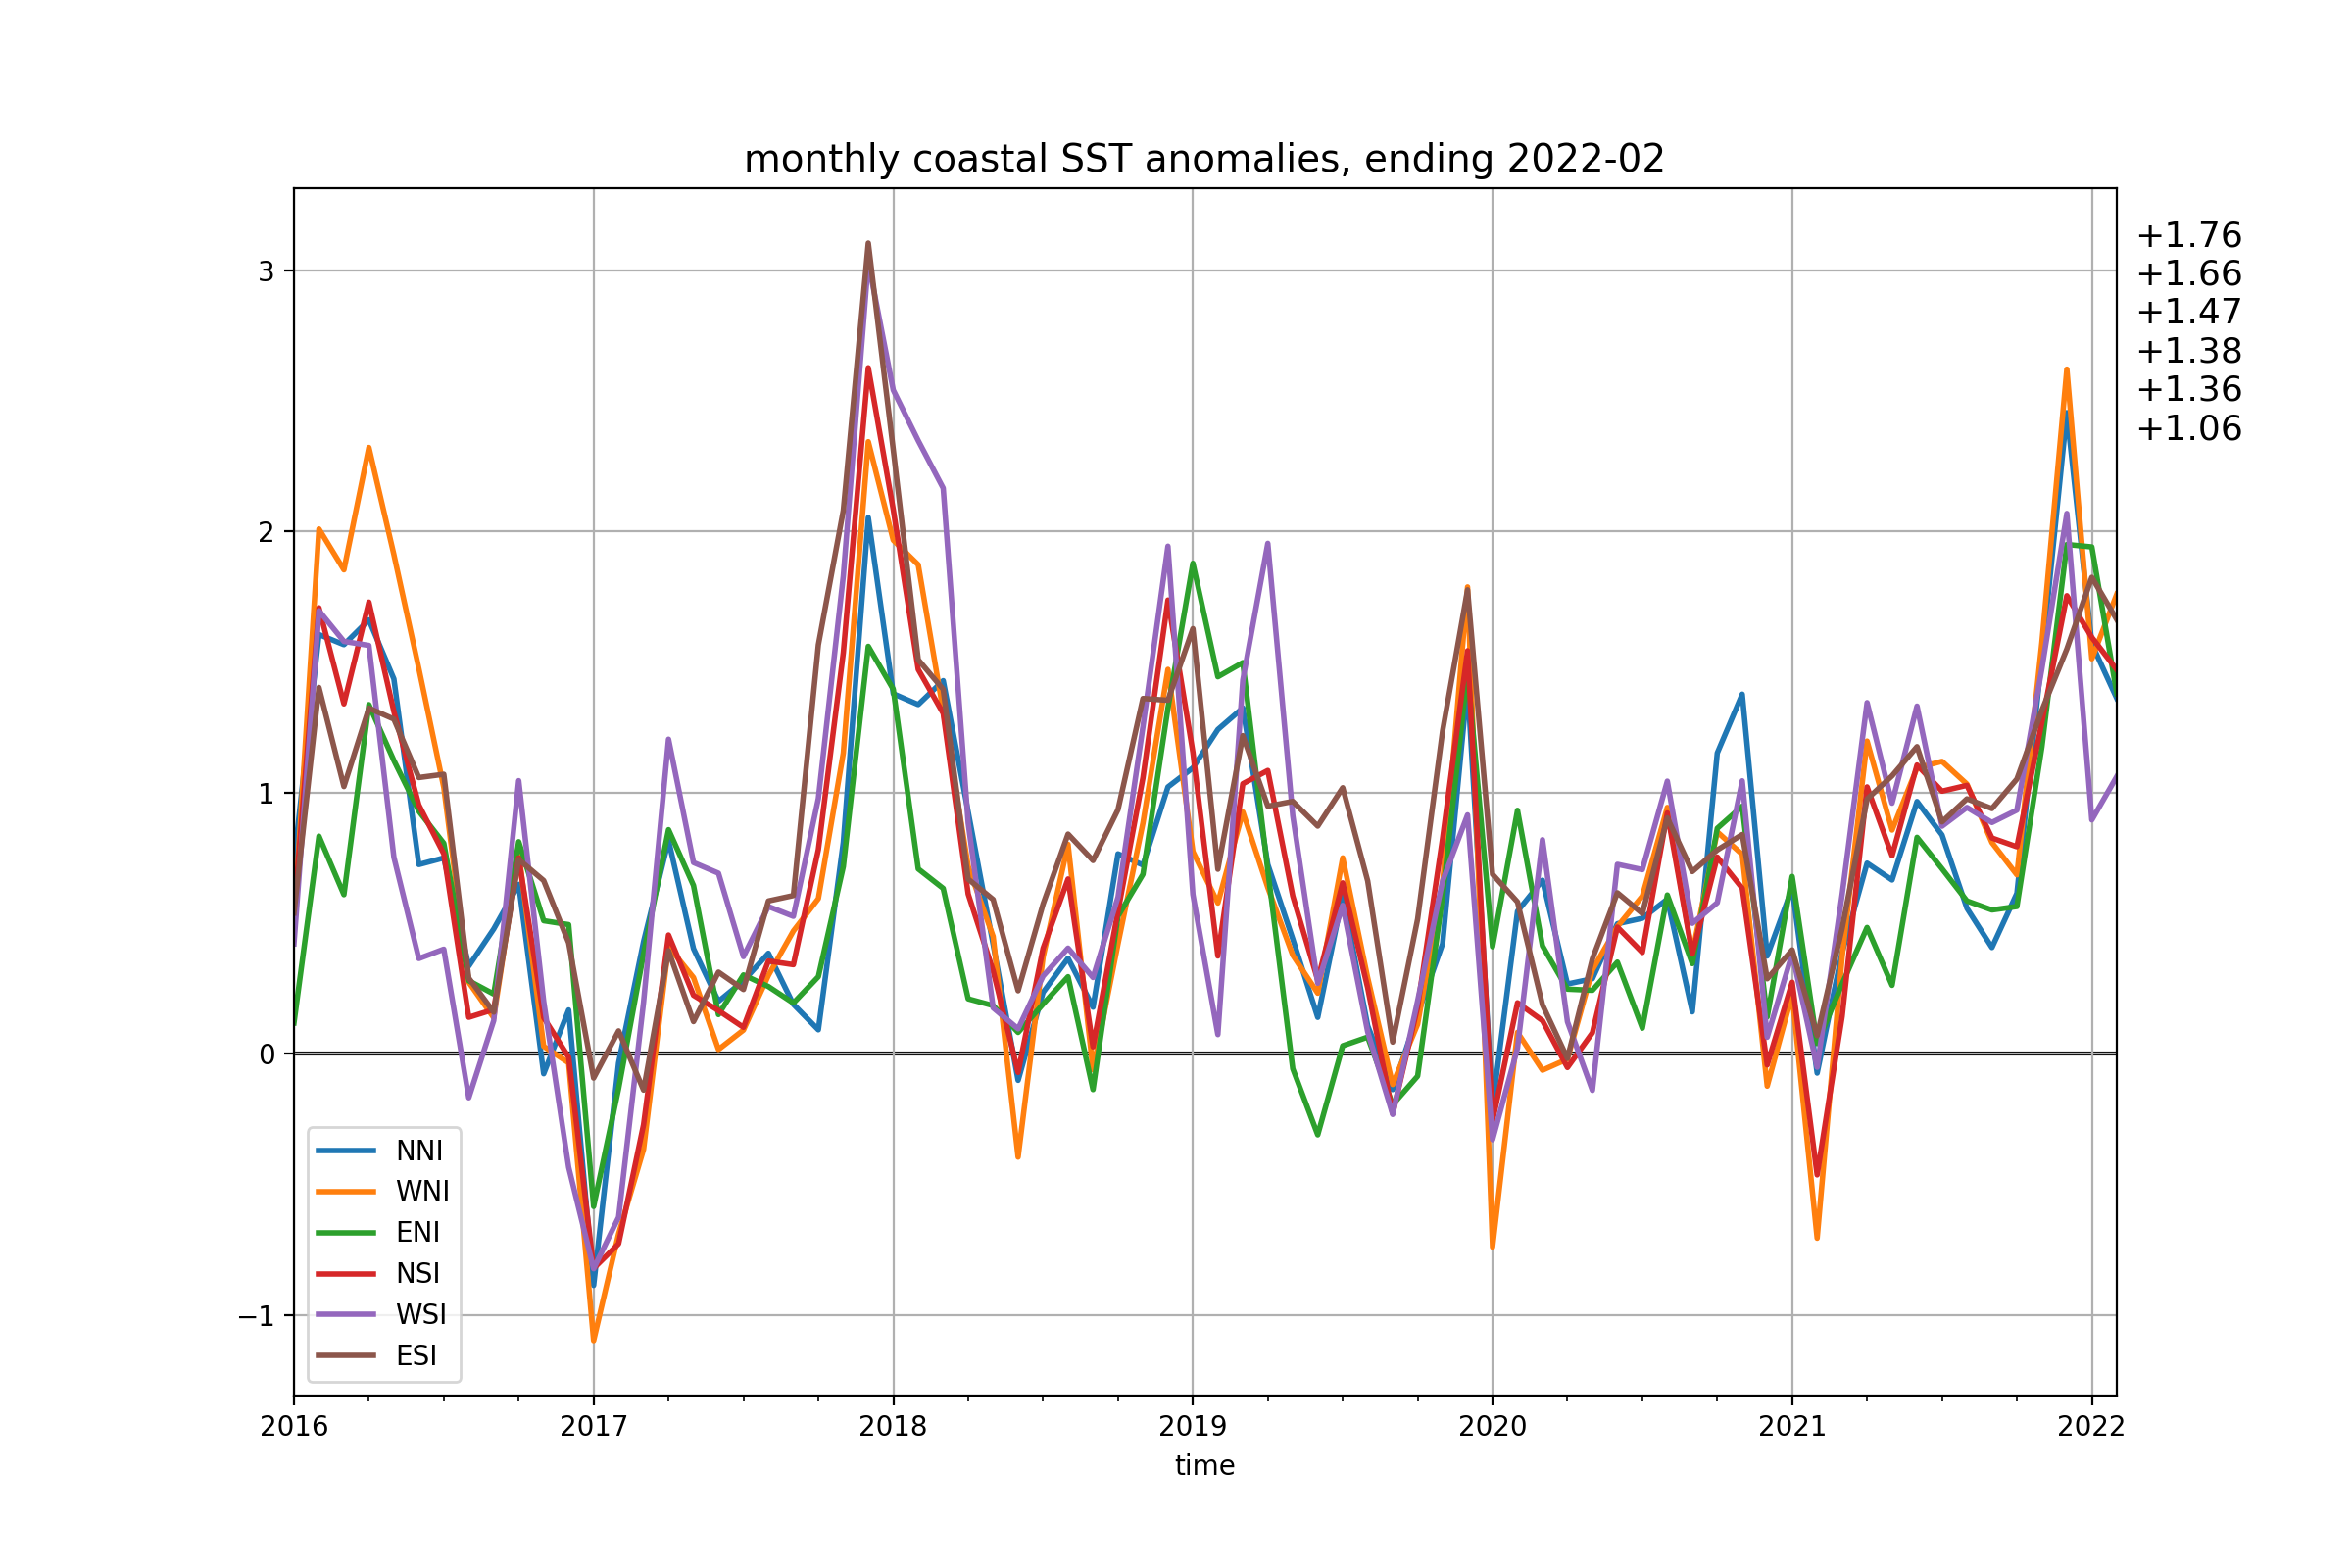 monthly coastal SST anomalies, ending 2022-02
3
2
1
0
−1
+1.76
+1.66
+1.47
+1.38
+1.36
+1.06
NNI
WNI
ENI
NSI
WSI
ESI
2016 2017 2018 2019 2020 2021 2022
time